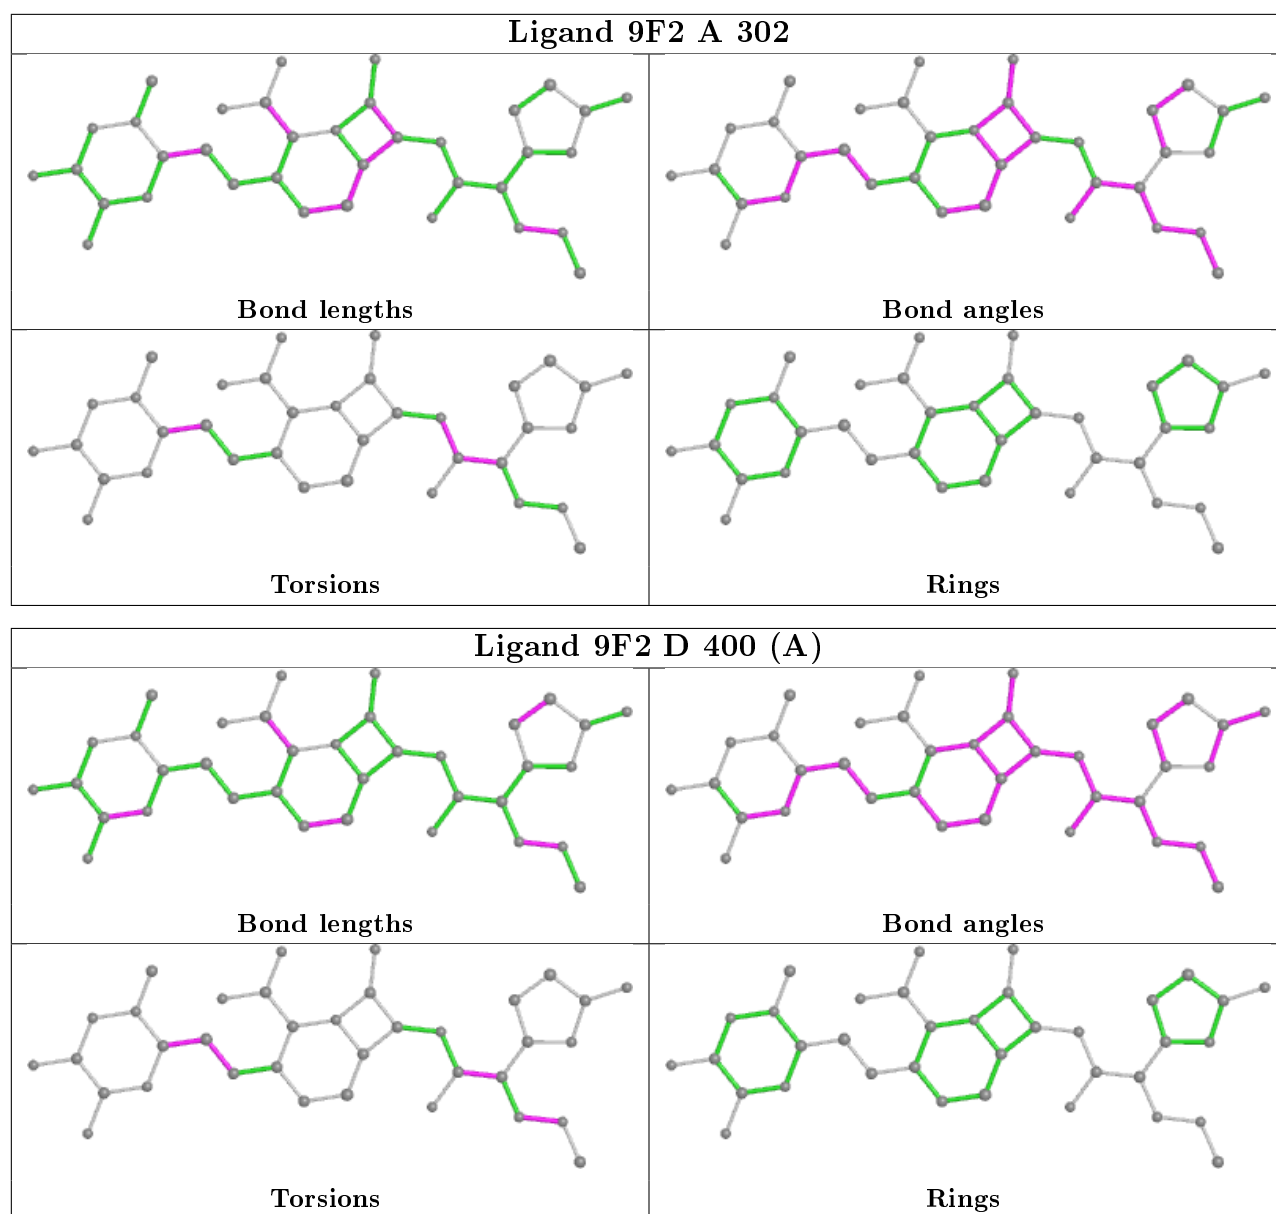 Ligand 9F2 A 302
Bond lengths
Bond angles
Torsions
Rings
Ligand 9F2 D 400 (A)
Bond lengths
Bond angles
Torsions
Rings